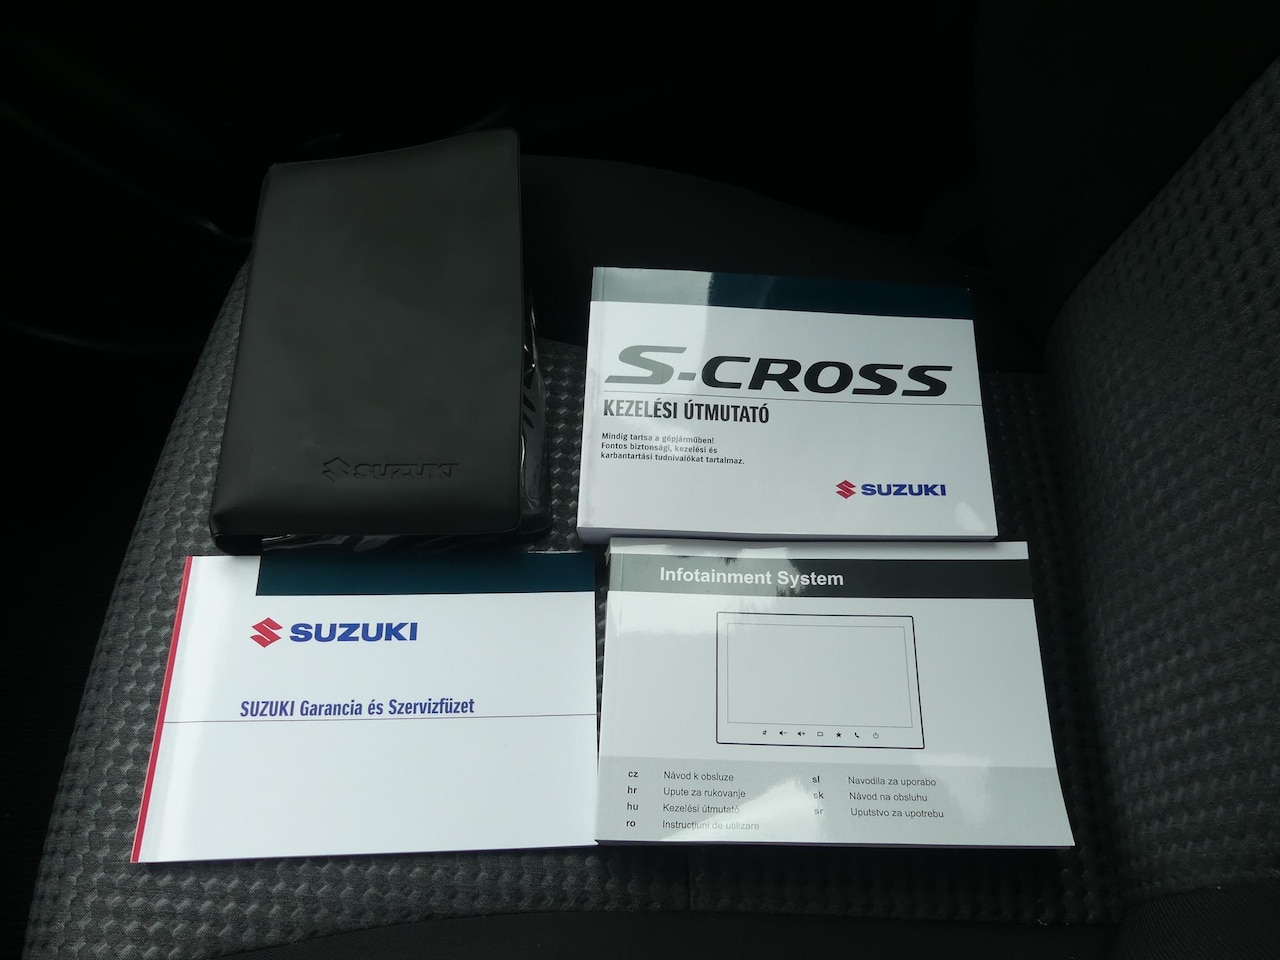 SUZUKI
S-CROSS
KEZELÉSI ÚTMUTATÓ
Mindig tartsa a gépjárműben!
Fontos biztonsági, kezelési és
karbantartási tudnivalókat tartalmaz.
SUZUKI
SUZUKI
SUZUKI Garancia és Szervizfüzet
Infotainment System
cz Návod k obsluze
hr Upute za rukovanje
hu Kezelési útmutató
ro Instrucțiuni de utilizare
sl Navodila za uporabo
sk Návod na obsluhu
sr Uputstvo za upotrebu